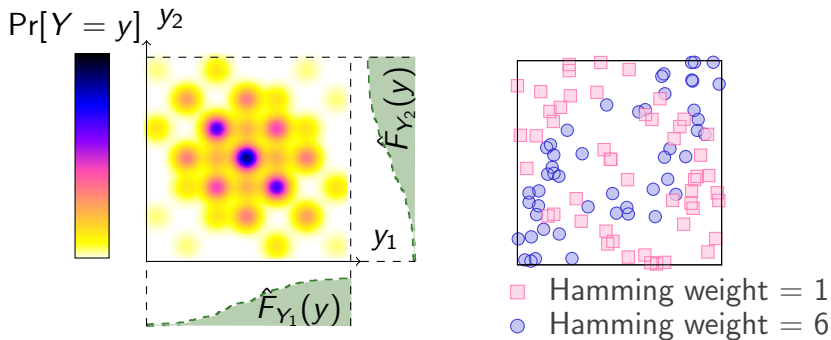 Pr[Y = y]
y₂
F̂_{Y₂}(y)
y₁
F̂_{Y₁}(y)
Hamming weight = 1
Hamming weight = 6